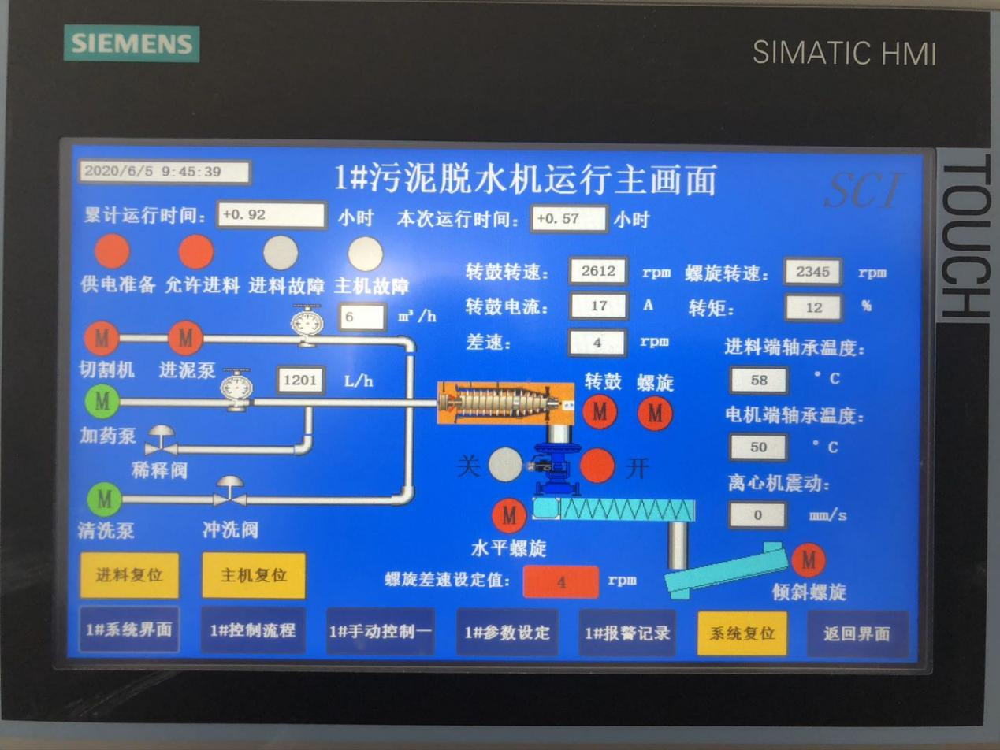 SIEMENS
SIMATIC HMI
TOUCH
2020/6/5 9:45:39
1#污泥脱水机运行主画面
SCI
累计运行时间： +0.92 小时 本次运行时间： +0.57 小时
供电准备 允许进料 进料故障 主机故障
转鼓转速： 2612 rpm 螺旋转速： 2345 rpm
转鼓电流： 17 A 转矩： 12 %
6 m³/h
差速： 4 rpm
M M
切割机 进泥泵
进料端轴承温度：
58 °C
1201 L/h
转鼓 螺旋
M M
M
加药泵
电机端轴承温度：
50 °C
稀释阀
关 开
离心机震动：
0 mm/s
M
清洗泵 冲洗阀
M
水平螺旋
M
倾斜螺旋
进料复位 主机复位
螺旋差速设定值： 4 rpm
1#系统界面 1#控制流程 1#手动控制一 1#参数设定 1#报警记录 系统复位 返回界面